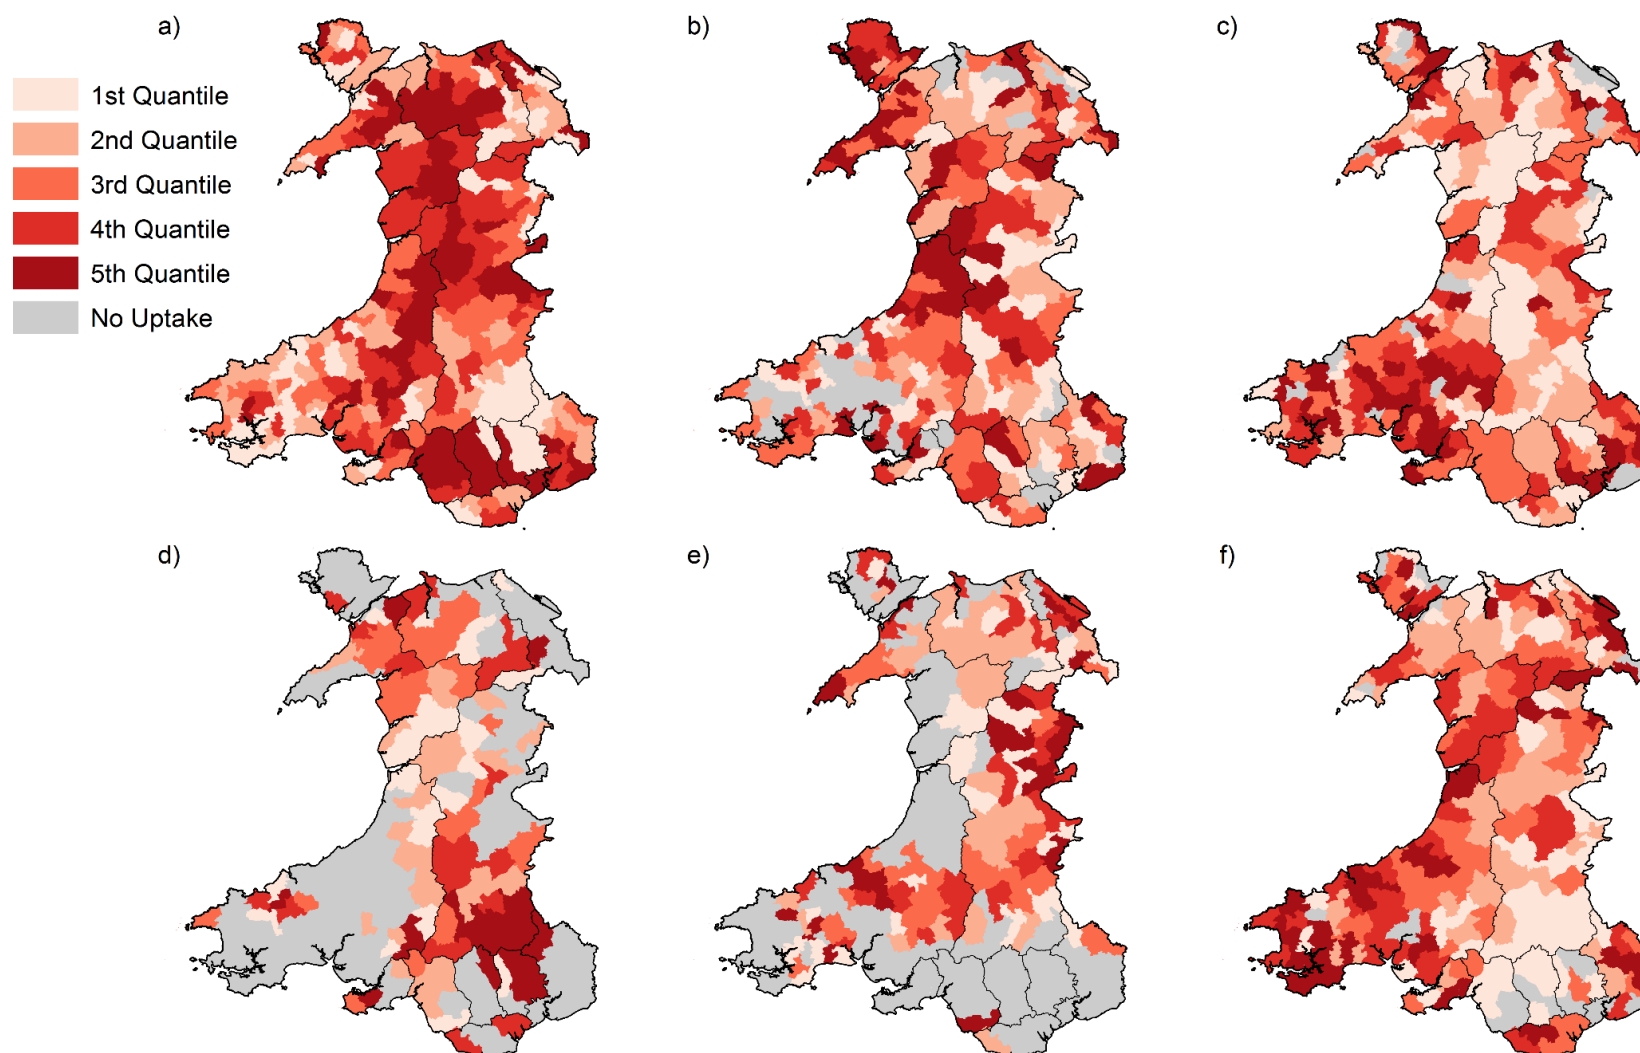 a)
b)
c)
1st Quantile
2nd Quantile
3rd Quantile
4th Quantile
5th Quantile
No Uptake
d)
e)
f)